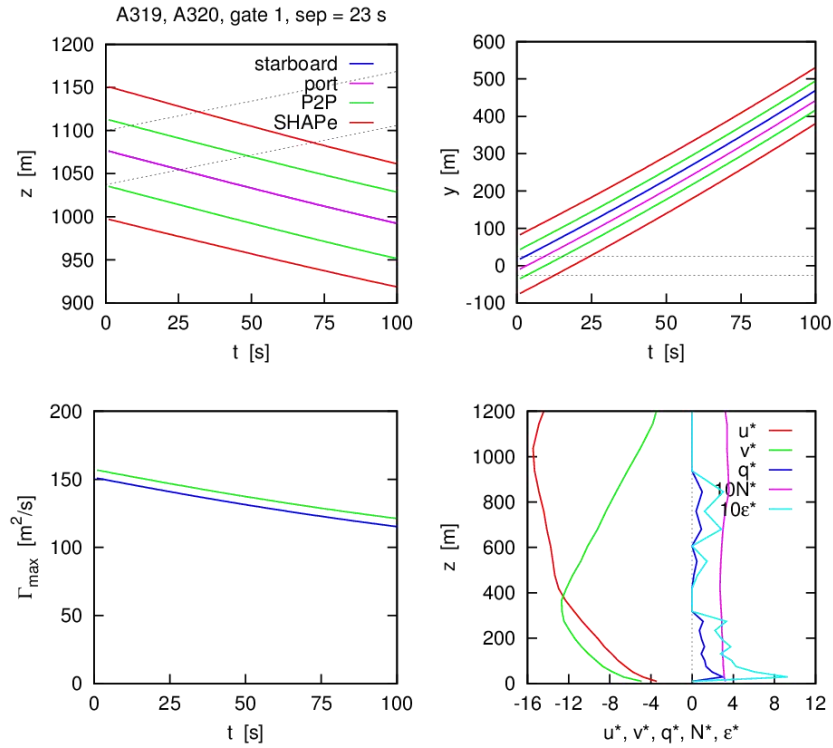 A319, A320, gate 1, sep = 23 s
1200
1150
1100
1050
1000
950
900
z [m]
starboard
port
P2P
SHAPe
0
25
50
75
100
t [s]
600
500
400
300
200
100
0
-100
y [m]
0
25
50
75
100
t [s]
200
150
100
50
0
Γmax [m²/s]
0
25
50
75
100
t [s]
1200
1000
800
600
400
200
0
z [m]
u*
v*
q*
10N*
10ε*
-16
-12
-8
-4
0
4
8
12
u*, v*, q*, N*, ε*